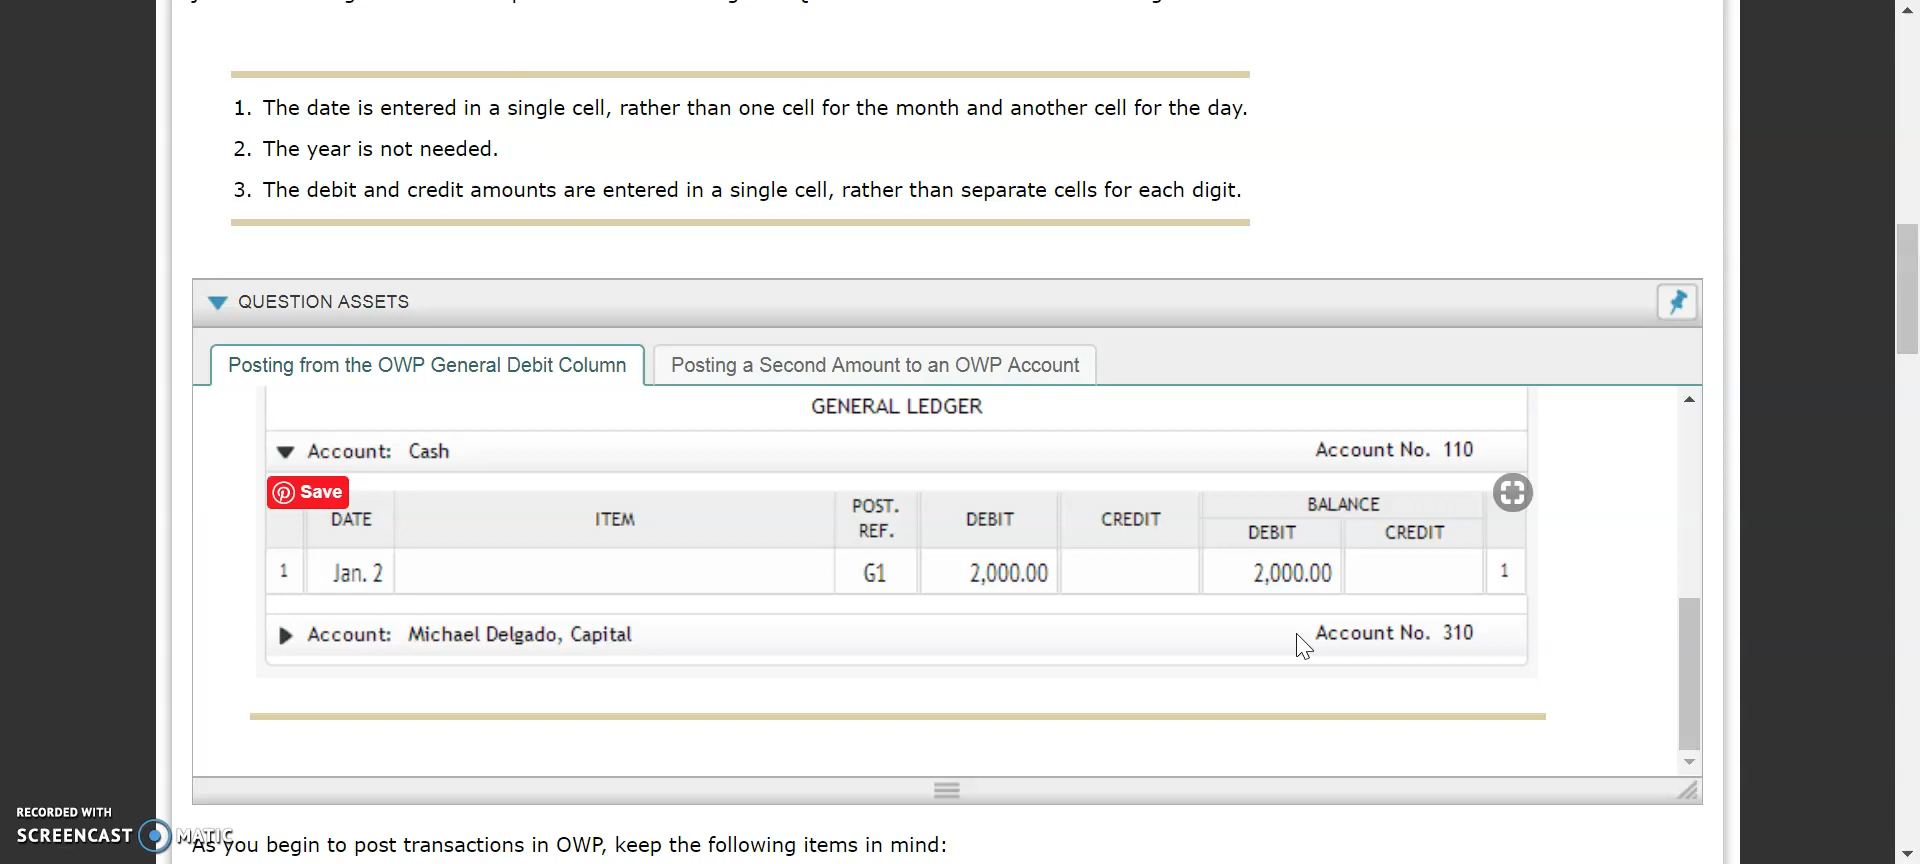 1. The date is entered in a single cell, rather than one cell for the month and another cell for the day.
2. The year is not needed.
3. The debit and credit amounts are entered in a single cell, rather than separate cells for each digit.
QUESTION ASSETS
Posting from the OWP General Debit Column
Posting a Second Amount to an OWP Account
GENERAL LEDGER
Account: Cash Account No. 110
Save
DATE ITEM POST. REF. DEBIT CREDIT BALANCE
DEBIT CREDIT
1 Jan. 2 G1 2,000.00 2,000.00 1
Account: Michael Delgado, Capital Account No. 310
RECORDED WITH
SCREENCAST MATIC
As you begin to post transactions in OWP, keep the following items in mind: